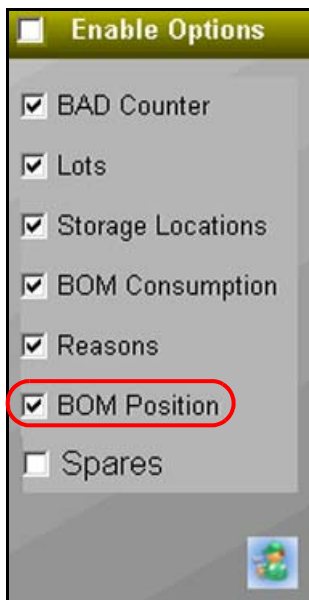 Enable Options
BAD Counter
Lots
Storage Locations
BOM Consumption
Reasons
BOM Position
Spares